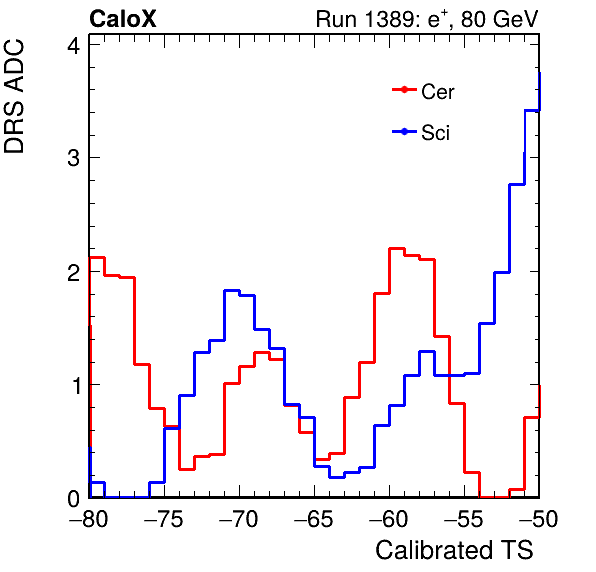 CaloX Run 1389: e⁺, 80 GeV
DRS ADC
4
3
2
1
0
Cer
Sci
−80 −75 −70 −65 −60 −55 −50
Calibrated TS